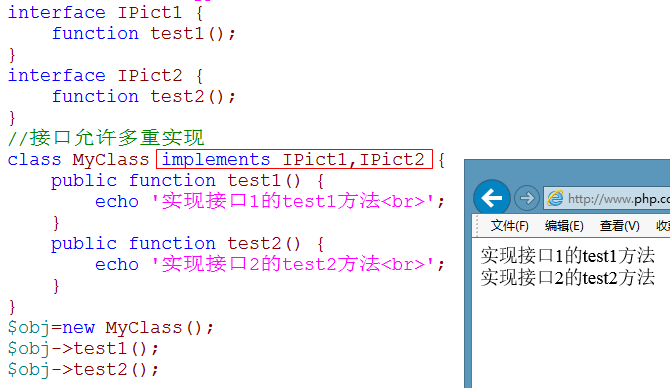 interface IPict1 {
    function test1();
}
interface IPict2 {
    function test2();
}
//接口允许多重实现
class MyClass implements IPict1,IPict2 {
    public function test1() {
        echo '实现接口1的test1方法<br>';
    }
    public function test2() {
        echo '实现接口2的test2方法<br>';
    }
}
$obj=new MyClass();
$obj->test1();
$obj->test2();
http://www.php.co
文件(F) 编辑(E) 查看(V)
实现接口1的test1方法
实现接口2的test2方法